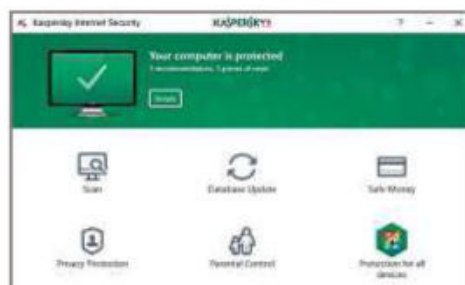 Kaspersky Internet Security
KASPERSKY
Your computer is protected
Details
Scan
Database Update
Safe Money
Privacy Protection
Parental Control
Protection for all
devices